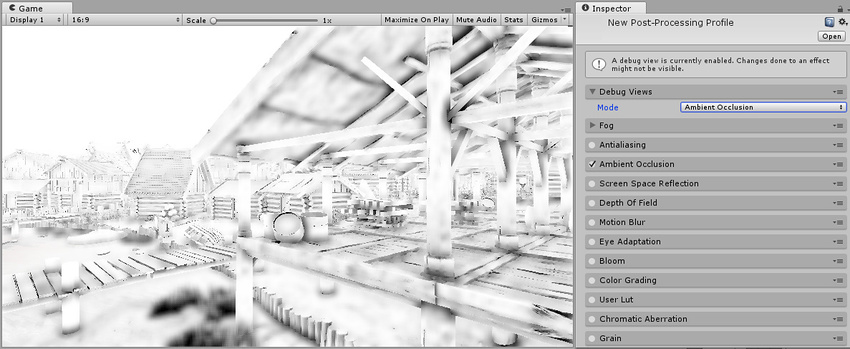 Game
Display 1
16:9
Scale
1x
Maximize On Play
Mute Audio
Stats
Gizmos
Inspector
New Post-Processing Profile
Open
A debug view is currently enabled. Changes done to an effect
might not be visible.
Debug Views
Mode
Ambient Occlusion
Fog
Antialiasing
Ambient Occlusion
Screen Space Reflection
Depth Of Field
Motion Blur
Eye Adaptation
Bloom
Color Grading
User Lut
Chromatic Aberration
Grain